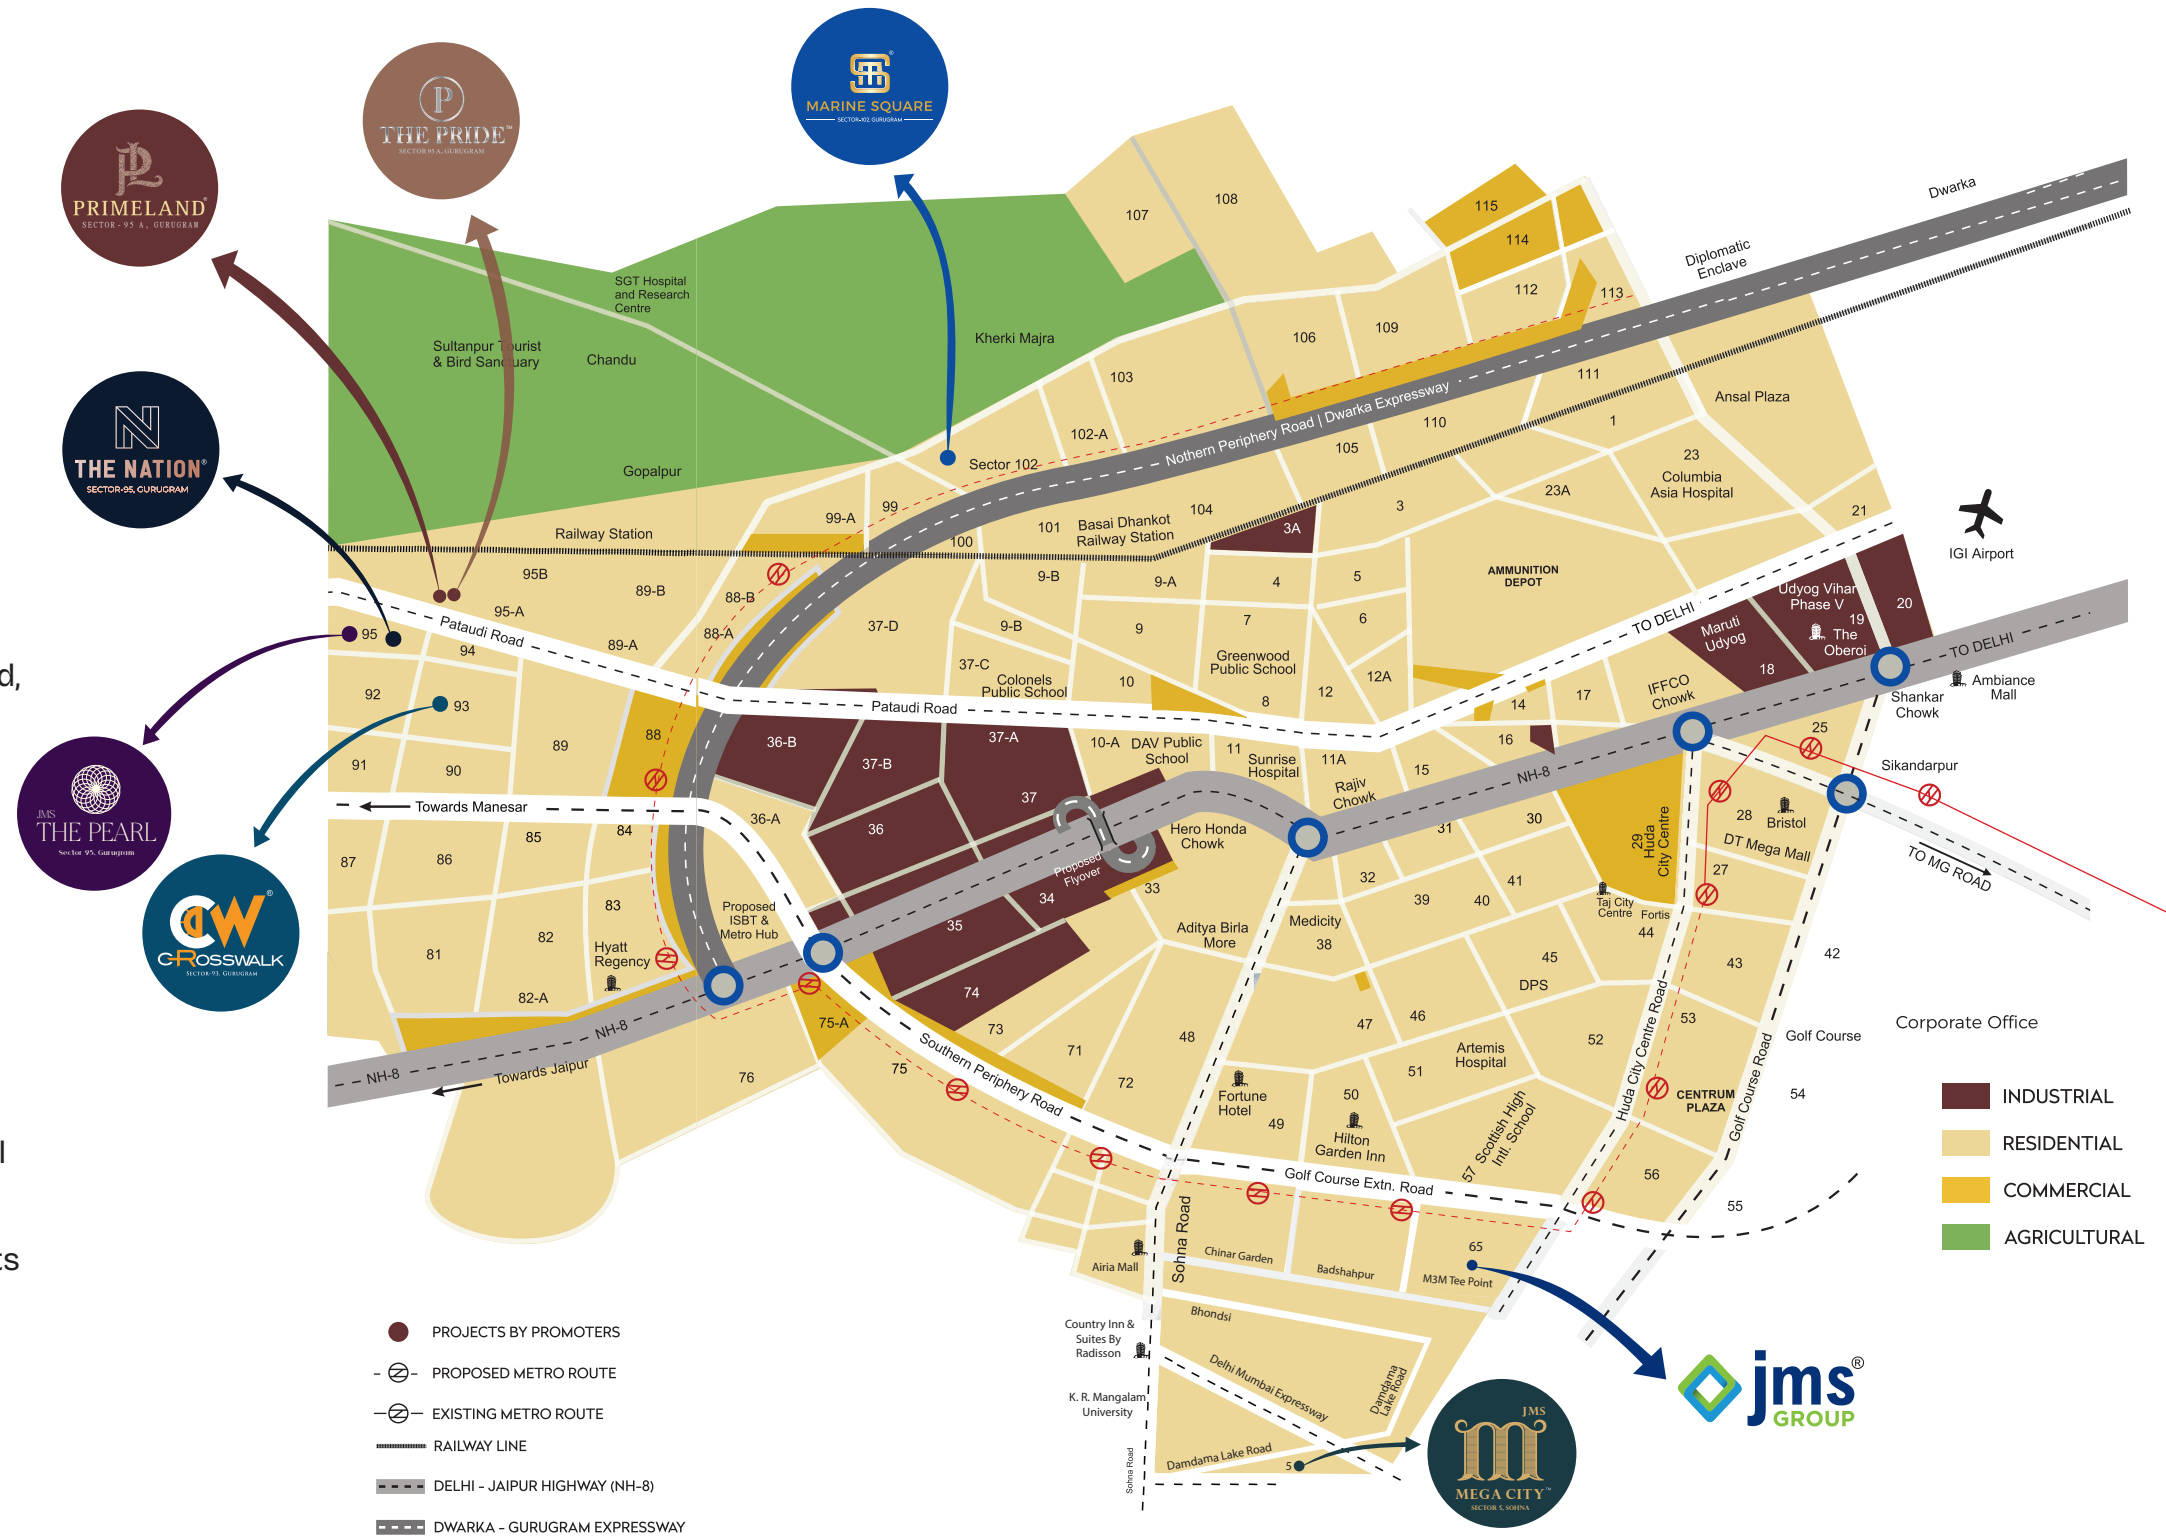 MARINE SQUARE®
SECTOR-102, GURUGRAM
P
THE PRIDE™
SECTOR 95 A, GURUGRAM
PRIMELAND®
SECTOR - 95 A, GURUGRAM
N
THE NATION®
SECTOR-95, GURUGRAM
JMS
THE PEARL
Sector 95, Gurugram
CW®
CROSSWALK
SECTOR-93, GURUGRAM
d,
l
ts
107
108
115
114
112
113
Dwarka
Diplomatic
Enclave
SGT Hospital
and Research
Centre
Sultanpur Tourist
& Bird Sanctuary
Chandu
Kherki Majra
Gopalpur
106
109
103
102-A
Sector 102
Nothern Periphery Road | Dwarka Expressway
111
110
105
1
Ansal Plaza
23
Columbia
Asia Hospital
23A
21
3
3A
104
Basai Dhankot
Railway Station
101
100
99
99-A
Railway Station
IGI Airport
AMMUNITION
DEPOT
95B
95-A
89-B
88-B
88-A
89-A
95
94
Pataudi Road
37-D
9-B
9-A
4
5
9-B
9
7
6
37-C
Colonels
Public School
Greenwood
Public School
10
8
12
12A
TO DELHI
Udyog Vihar
Phase V
19
The
Oberoi
20
Maruti
Udyog
18
TO DELHI
Ambiance
Mall
Shankar
Chowk
IFFCO
Chowk
17
14
16
25
92
93
89
88
91
90
Pataudi Road
36-B
37-B
37-A
10-A
DAV Public
School
11
Sunrise
Hospital
11A
Rajiv
Chowk
15
NH-8
Sikandarpur
Towards Manesar
36-A
37
36
Hero Honda
Chowk
31
30
29
Huda
City Centre
28
Bristol
DT Mega Mall
27
TO MG ROAD
87
86
85
84
83
Proposed
ISBT &
Metro Hub
Proposed
Flyover
34
35
33
32
39
40
41
Taj City
Centre
Fortis
44
81
82
82-A
Hyatt
Regency
Aditya Birla
More
Medicity
38
45
DPS
43
42
74
73
75-A
71
72
48
47
46
52
53
Golf Course
54
Corporate Office
NH-8
NH-8
Towards Jaipur
76
75
Southern Periphery Road
Fortune
Hotel
49
50
Hilton
Garden Inn
51
Artemis
Hospital
57 Scottish High
Intl. School
Huda City Centre Road
CENTRUM
PLAZA
Golf Course Road
56
55
Golf Course Extn. Road
INDUSTRIAL
RESIDENTIAL
COMMERCIAL
AGRICULTURAL
Sohna Road
Airia Mall
Chinar Garden
Badshahpur
65
M3M Tee Point
Bhondsi
Country Inn &
Suites By
Radisson
Delhi Mumbai Expressway
Damdama
Lake Road
K. R. Mangalam
University
Sohna Road
Damdama Lake Road
5
JMS
m
MEGA CITY™
SECTOR 5, SOHNA
jms®
GROUP
PROJECTS BY PROMOTERS
PROPOSED METRO ROUTE
EXISTING METRO ROUTE
RAILWAY LINE
DELHI - JAIPUR HIGHWAY (NH-8)
DWARKA - GURUGRAM EXPRESSWAY